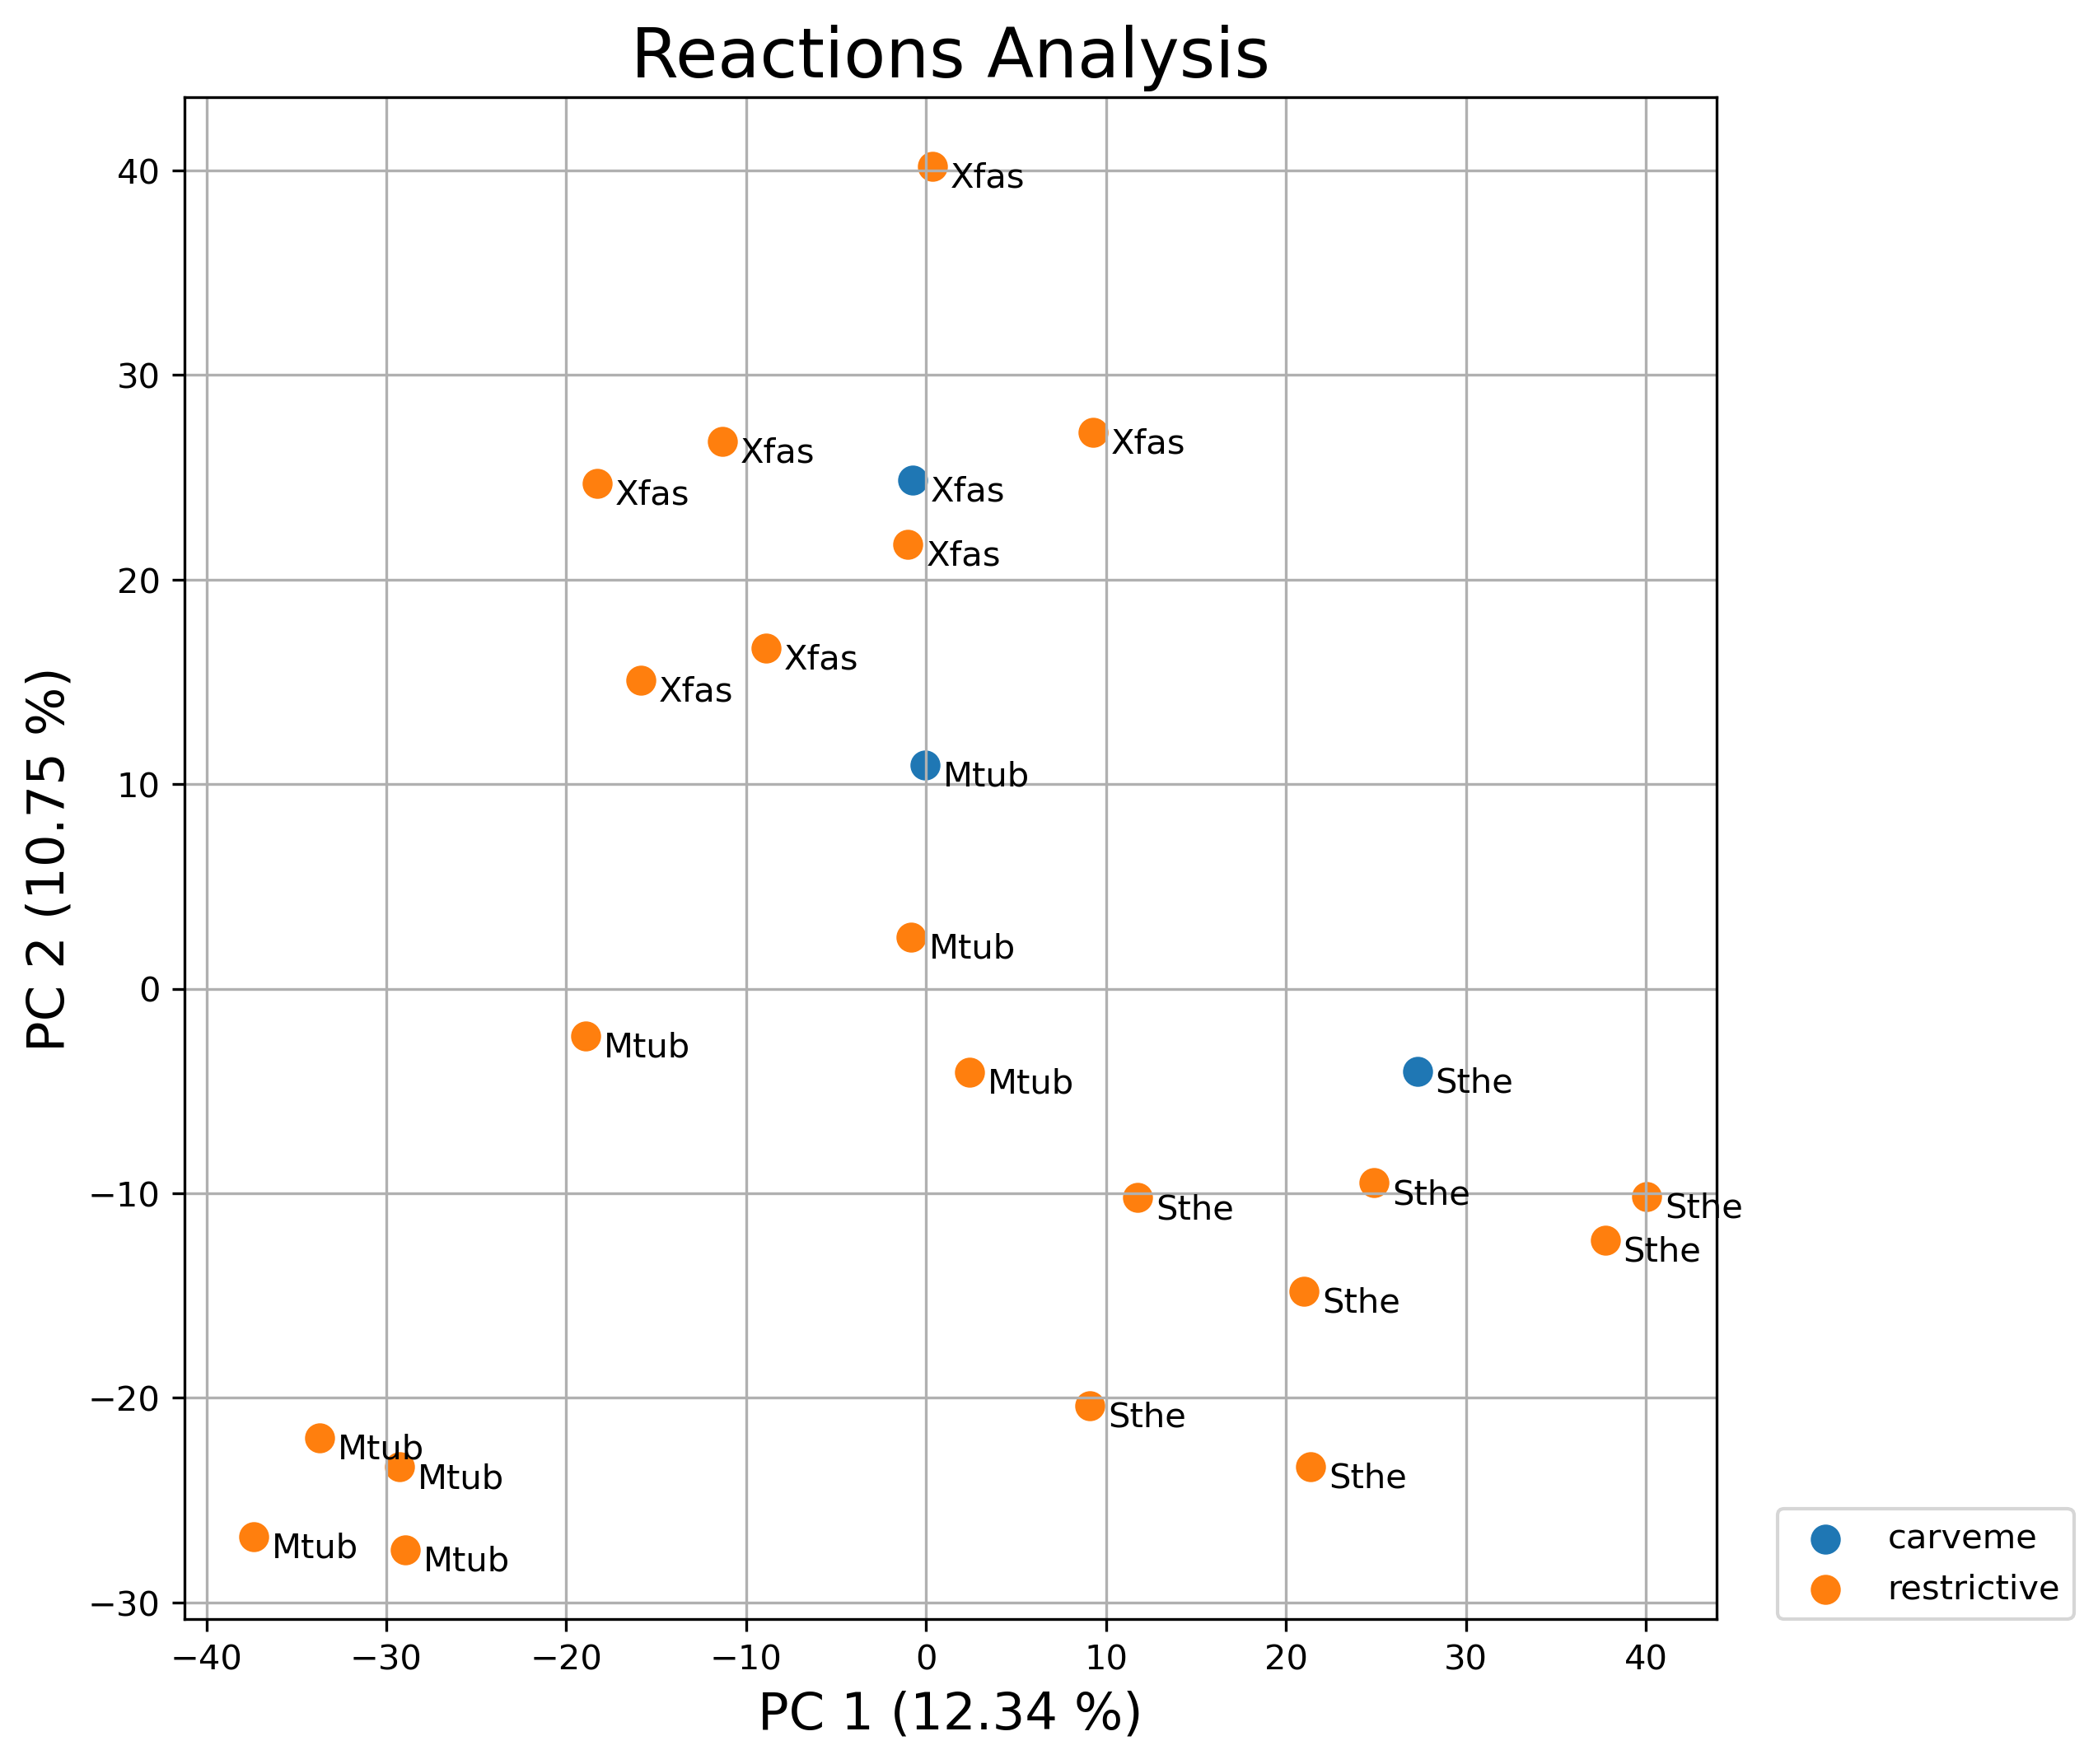 Reactions Analysis
40
30
20
10
0
−10
−20
−30
PC 2 (10.75 %)
Xfas
Xfas
Xfas
Xfas
Xfas
Xfas
Xfas
Xfas
Mtub
Mtub
Mtub
Mtub
Sthe
Sthe
Sthe
Sthe
Sthe
Sthe
Sthe
Sthe
Mtub
Mtub
Mtub
Mtub
−40 −30 −20 −10 0 10 20 30 40
PC 1 (12.34 %)
carveme
restrictive